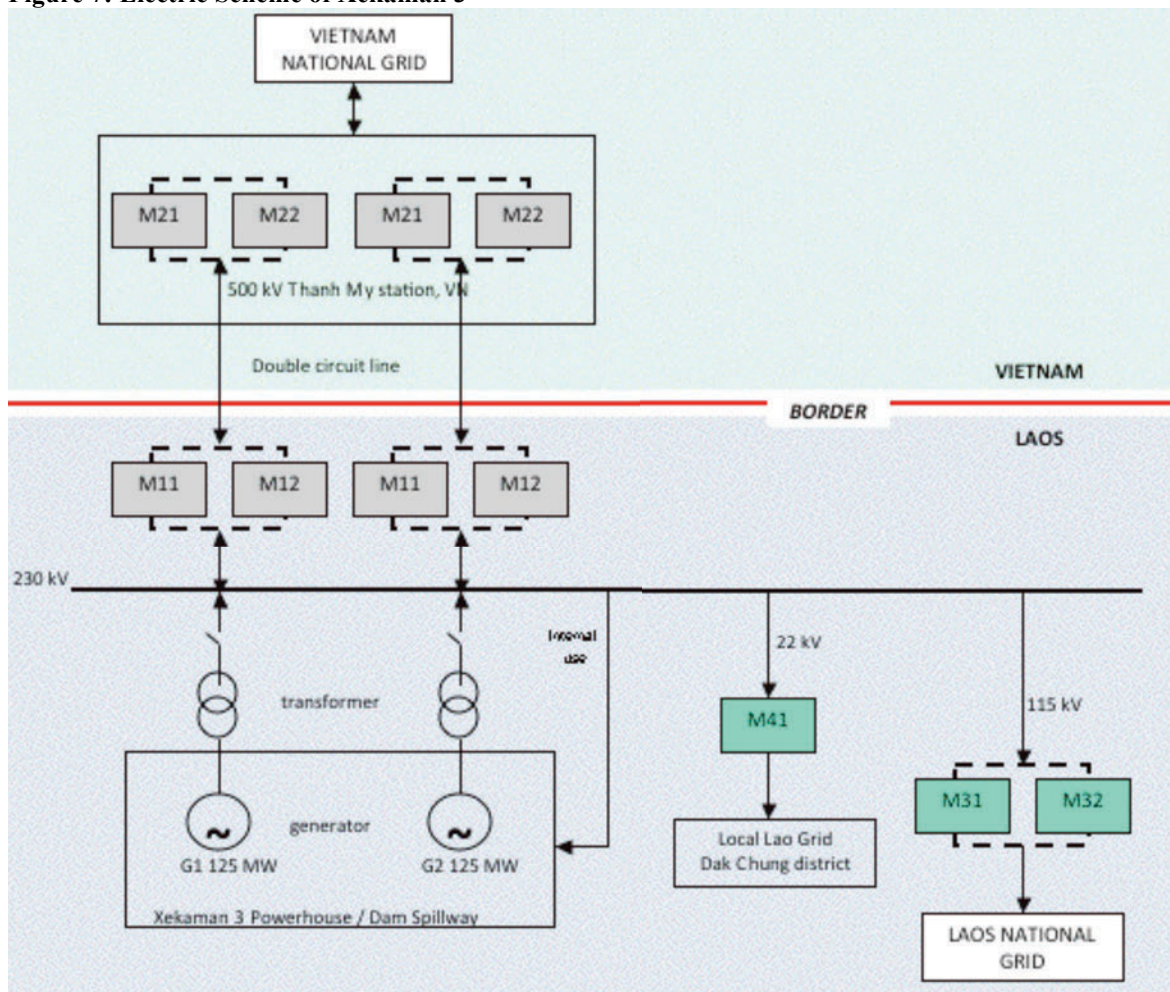 Figure 7: Electric Scheme of Xekaman 3
VIETNAM
NATIONAL GRID
M21
M22
M21
M22
500 kV Thanh My station, VN
Double circuit line
VIETNAM
BORDER
LAOS
M11
M12
M11
M12
230 kV
Internal
use
22 kV
transformer
M41
115 kV
M31
M32
generator
G1 125 MW
G2 125 MW
Local Lao Grid
Dak Chung district
Xekaman 3 Powerhouse / Dam Spillway
LAOS NATIONAL
GRID